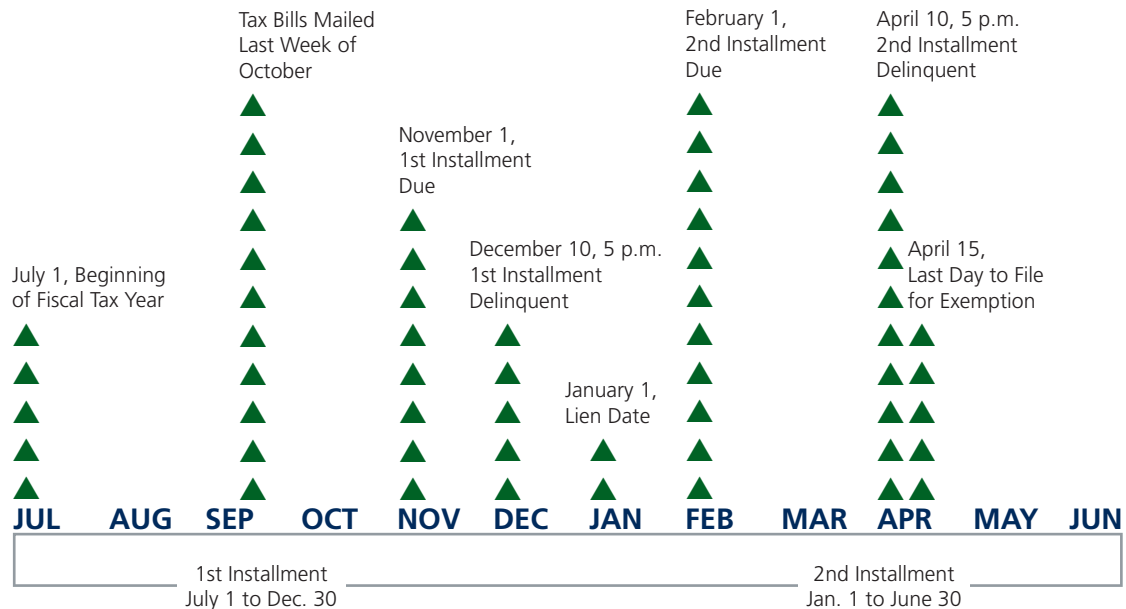 Tax Bills Mailed
Last Week of
October
February 1,
2nd Installment
Due
April 10, 5 p.m.
2nd Installment
Delinquent
November 1,
1st Installment
Due
December 10, 5 p.m.
1st Installment
Delinquent
April 15,
Last Day to File
for Exemption
July 1, Beginning
of Fiscal Tax Year
January 1,
Lien Date
JUL AUG SEP OCT NOV DEC JAN FEB MAR APR MAY JUN
1st Installment
July 1 to Dec. 30
2nd Installment
Jan. 1 to June 30